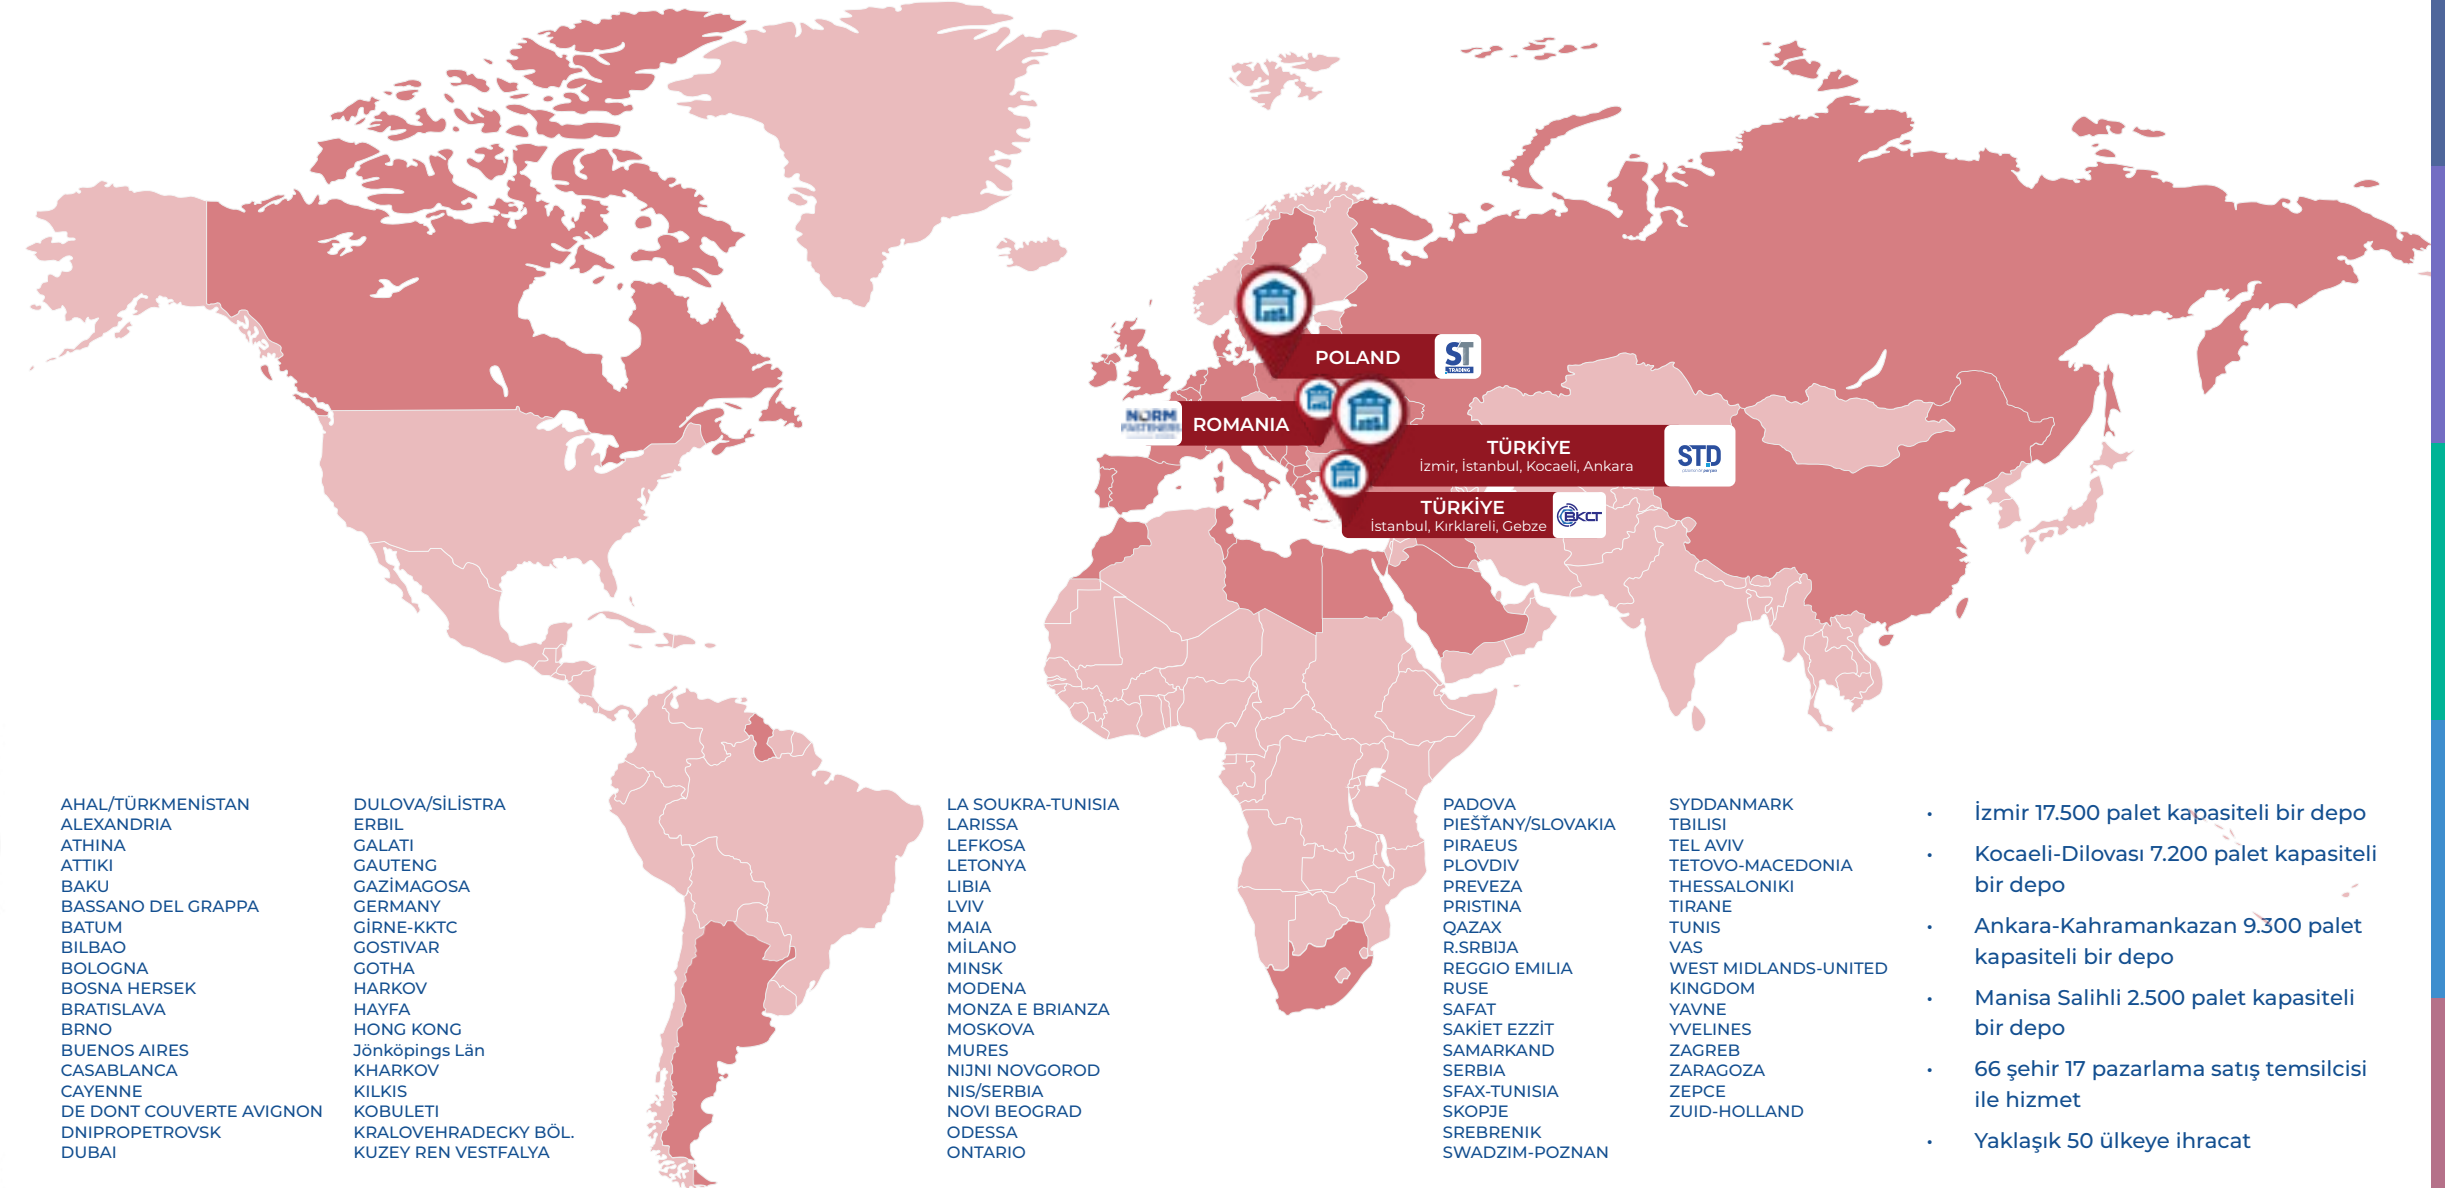 POLAND
ST
TRADING
NORM
FASTENERS
ROMANIA
TÜRKİYE
İzmir, İstanbul, Kocaeli, Ankara
STD
TÜRKİYE
İstanbul, Kırklareli, Gebze
BKCT
AHAL/TÜRKMENİSTAN
ALEXANDRIA
ATHINA
ATTIKI
BAKU
BASSANO DEL GRAPPA
BATUM
BILBAO
BOLOGNA
BOSNA HERSEK
BRATISLAVA
BRNO
BUENOS AIRES
CASABLANCA
CAYENNE
DE DONT COUVERTE AVIGNON
DNIPROPETROVSK
DUBAI
DULOVA/SİLİSTRA
ERBIL
GALATI
GAUTENG
GAZİMAGOSA
GERMANY
GİRNE-KKTC
GOSTIVAR
GOTHA
HARKOV
HAYFA
HONG KONG
Jönköpings Län
KHARKOV
KILKIS
KOBULETI
KRALOVEHRADECKY BÖL.
KUZEY REN VESTFALYA
LA SOUKRA-TUNISIA
LARISSA
LEFKOSA
LETONYA
LIBIA
LVIV
MAIA
MİLANO
MINSK
MODENA
MONZA E BRIANZA
MOSKOVA
MURES
NIJNI NOVGOROD
NIS/SERBIA
NOVI BEOGRAD
ODESSA
ONTARIO
PADOVA
PIEŠŤANY/SLOVAKIA
PIRAEUS
PLOVDIV
PREVEZA
PRISTINA
QAZAX
R.SRBIJA
REGGIO EMILIA
RUSE
SAFAT
SAKİET EZZİT
SAMARKAND
SERBIA
SFAX-TUNISIA
SKOPJE
SREBRENIK
SWADZIM-POZNAN
SYDDANMARK
TBILISI
TEL AVIV
TETOVO-MACEDONIA
THESSALONIKI
TIRANE
TUNIS
VAS
WEST MIDLANDS-UNITED
KINGDOM
YAVNE
YVELINES
ZAGREB
ZARAGOZA
ZEPCE
ZUID-HOLLAND
• İzmir 17.500 palet kapasiteli bir depo
• Kocaeli-Dilovası 7.200 palet kapasiteli
bir depo
• Ankara-Kahramankazan 9.300 palet
kapasiteli bir depo
• Manisa Salihli 2.500 palet kapasiteli
bir depo
• 66 şehir 17 pazarlama satış temsilcisi
ile hizmet
• Yaklaşık 50 ülkeye ihracat